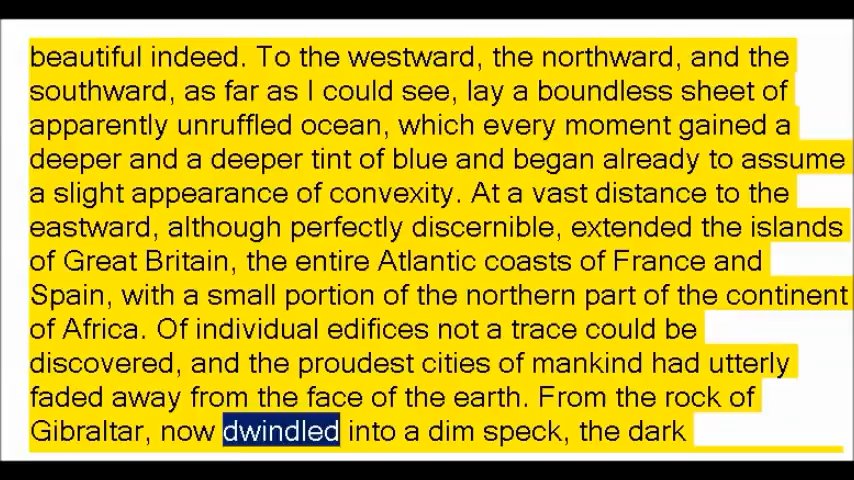 beautiful indeed. To the westward, the northward, and the
southward, as far as I could see, lay a boundless sheet of
apparently unruffled ocean, which every moment gained a
deeper and a deeper tint of blue and began already to assume
a slight appearance of convexity. At a vast distance to the
eastward, although perfectly discernible, extended the islands
of Great Britain, the entire Atlantic coasts of France and
Spain, with a small portion of the northern part of the continent
of Africa. Of individual edifices not a trace could be
discovered, and the proudest cities of mankind had utterly
faded away from the face of the earth. From the rock of
Gibraltar, now dwindled into a dim speck, the dark